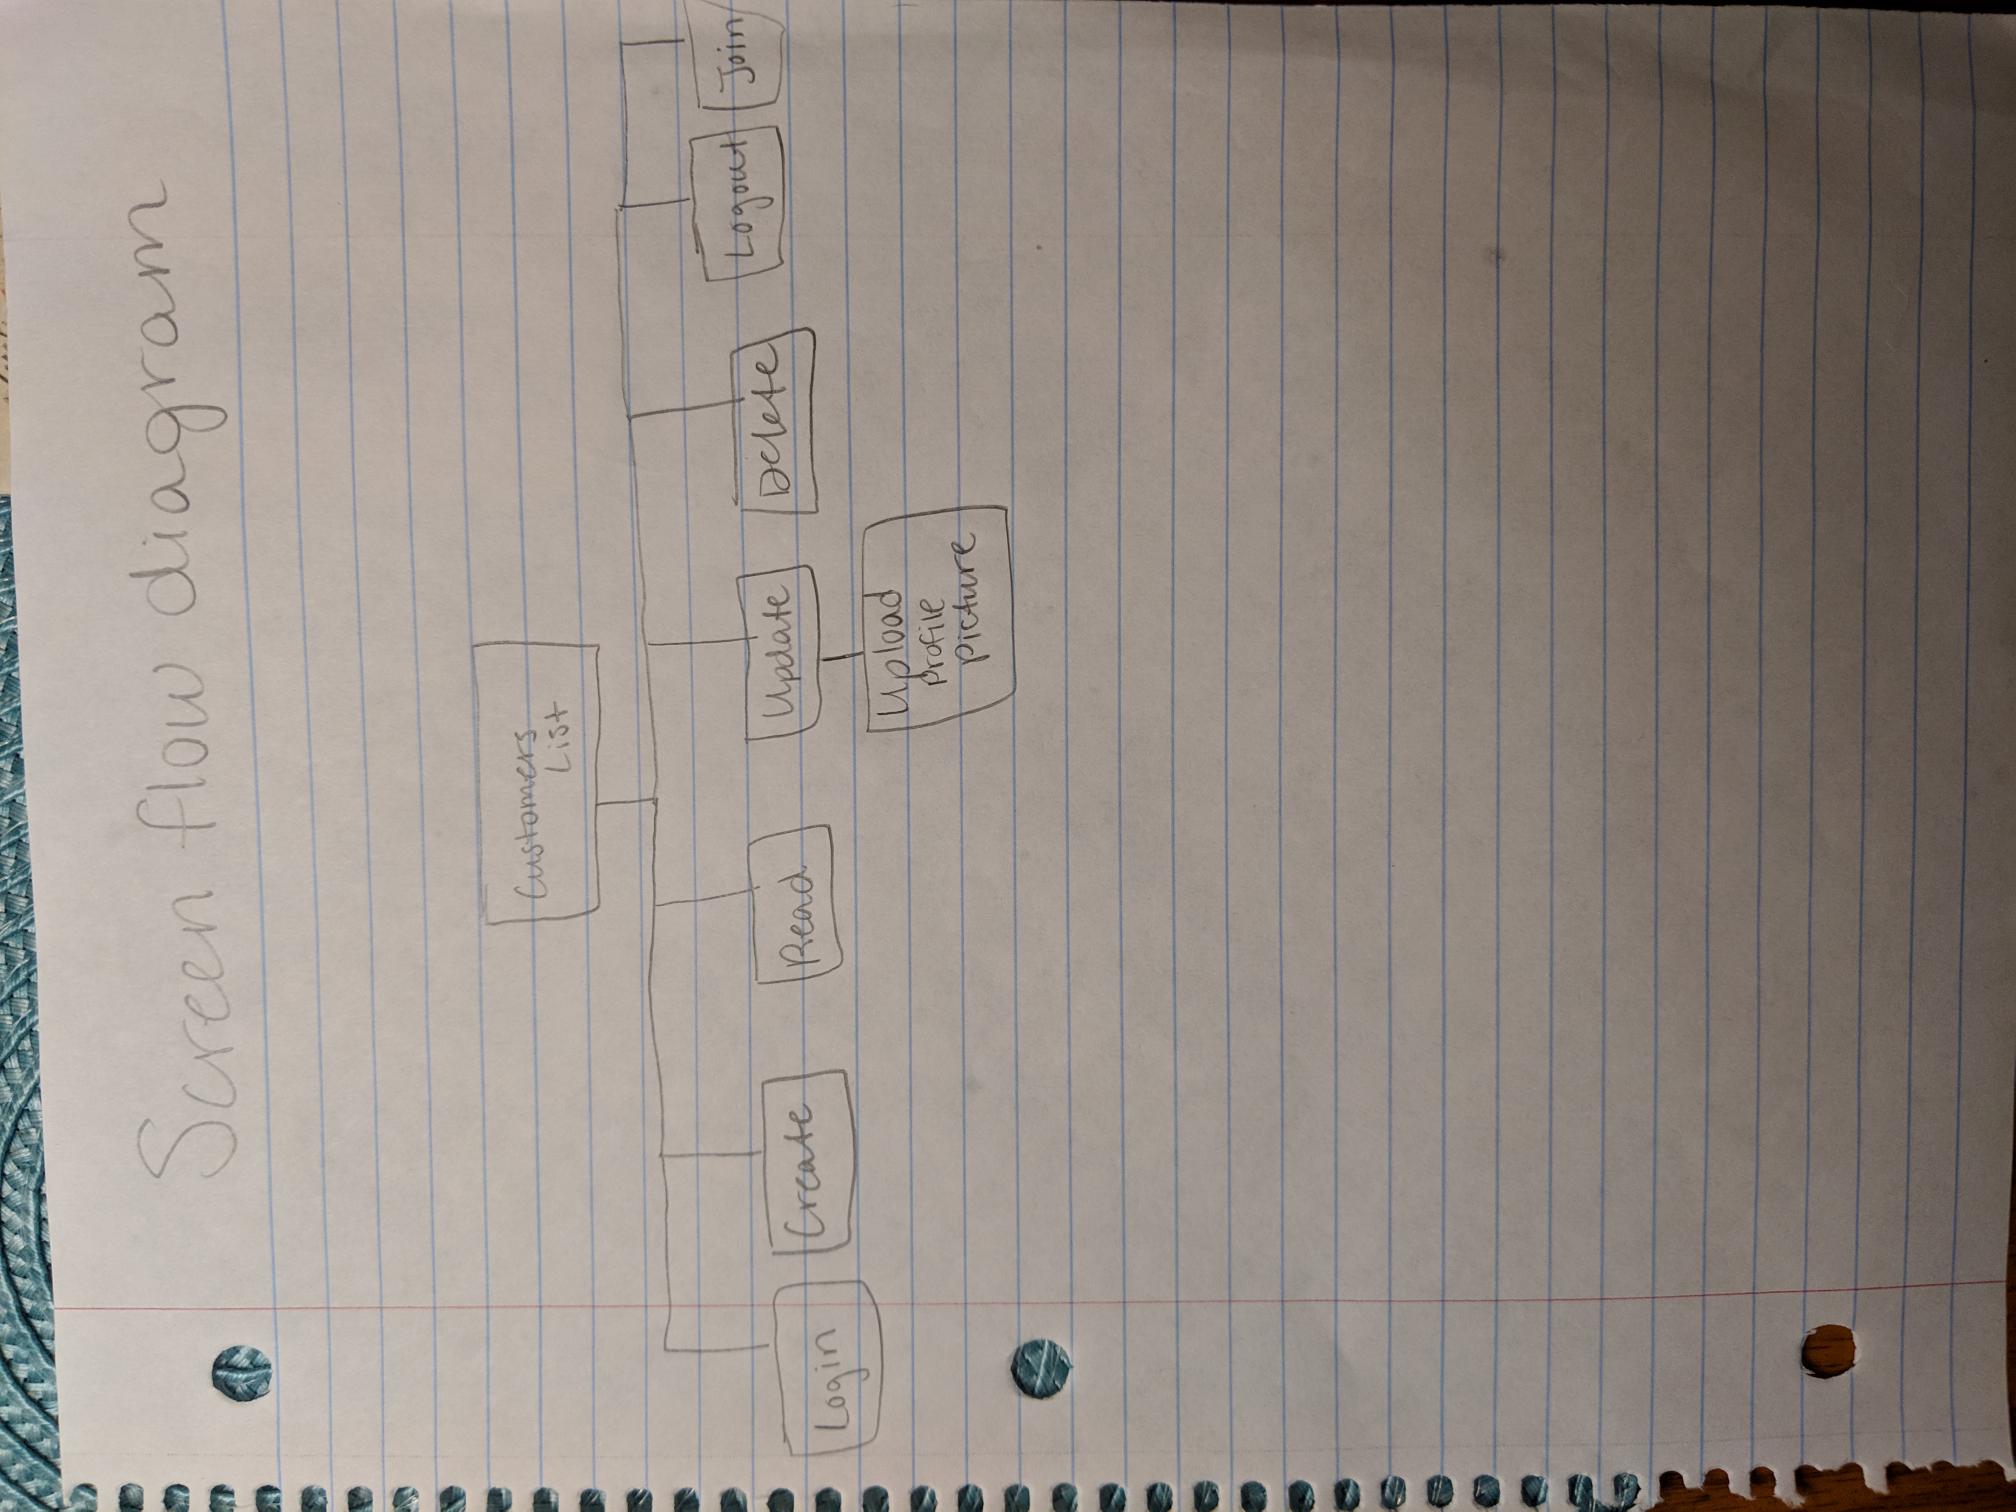 Screen flow diagram
Customers
List
Login
Create
Read
Update
Delete
Logout
Join
Upload
Profile
Picture